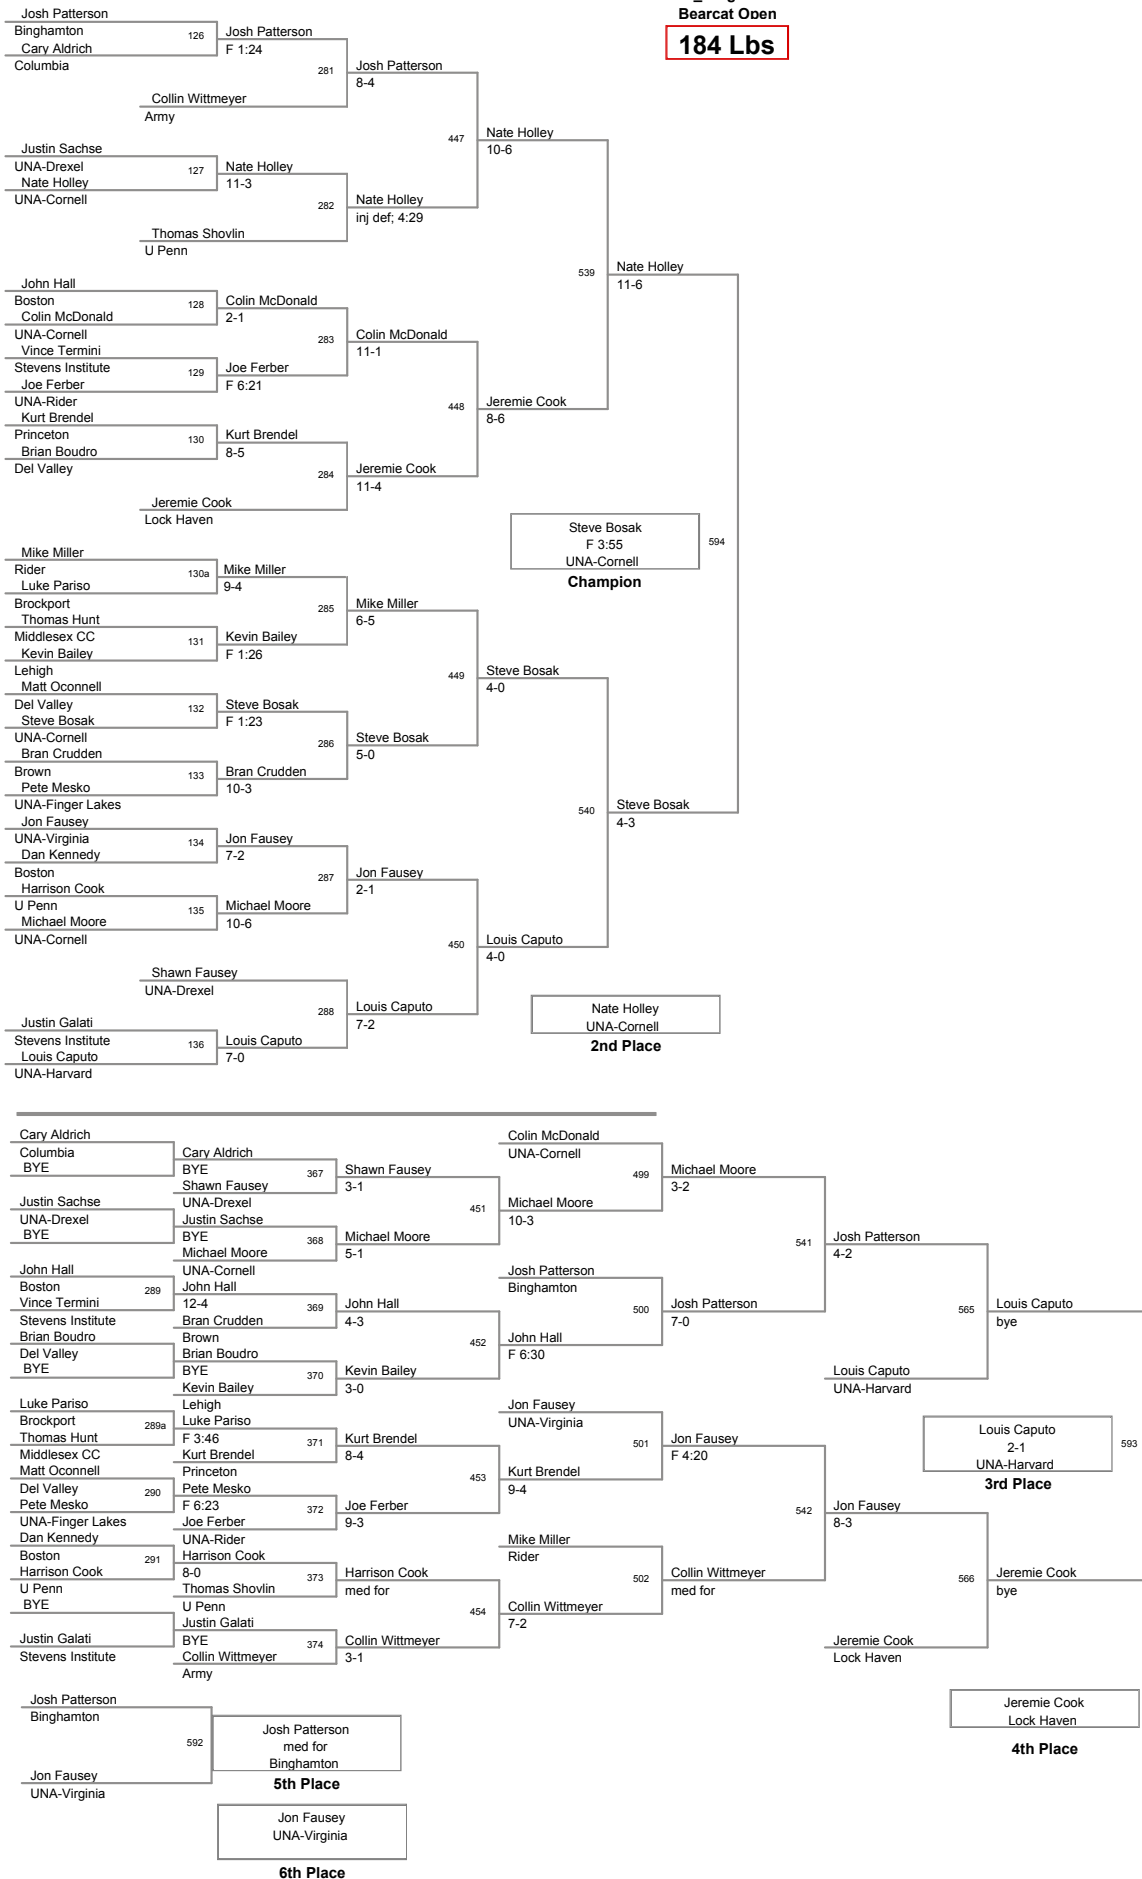 Bearcat Open
184 Lbs
Josh Patterson
Binghamton
126
Josh Patterson
Cary Aldrich
F 1:24
Columbia
281
Josh Patterson
8-4
Collin Wittmeyer
Army
447
Nate Holley
10-6
Justin Sachse
UNA-Drexel
127
Nate Holley
Nate Holley
11-3
UNA-Cornell
282
Nate Holley
inj def; 4:29
Thomas Shovlin
U Penn
539
Nate Holley
11-6
John Hall
Boston
128
Colin McDonald
Colin McDonald
2-1
UNA-Cornell
283
Colin McDonald
11-1
Vince Termini
Stevens Institute
129
Joe Ferber
Joe Ferber
F 6:21
UNA-Rider
448
Jeremie Cook
8-6
Kurt Brendel
Princeton
130
Kurt Brendel
Brian Boudro
8-5
Del Valley
284
Jeremie Cook
11-4
Jeremie Cook
Lock Haven
Steve Bosak
F 3:55
UNA-Cornell
594
Champion
Mike Miller
Rider
130a
Mike Miller
Luke Pariso
9-4
Brockport
285
Mike Miller
6-5
Thomas Hunt
Middlesex CC
131
Kevin Bailey
Kevin Bailey
F 1:26
Lehigh
449
Steve Bosak
4-0
Matt Oconnell
Del Valley
132
Steve Bosak
Steve Bosak
F 1:23
UNA-Cornell
286
Steve Bosak
5-0
Bran Crudden
Brown
133
Bran Crudden
Pete Mesko
10-3
UNA-Finger Lakes
540
Steve Bosak
4-3
Jon Fausey
UNA-Virginia
134
Jon Fausey
Dan Kennedy
7-2
Boston
287
Jon Fausey
2-1
Harrison Cook
U Penn
135
Michael Moore
Michael Moore
10-6
UNA-Cornell
450
Louis Caputo
4-0
Shawn Fausey
UNA-Drexel
288
Louis Caputo
7-2
Justin Galati
Stevens Institute
136
Louis Caputo
Louis Caputo
7-0
UNA-Harvard
Nate Holley
UNA-Cornell
2nd Place
Cary Aldrich
Columbia
BYE
Cary Aldrich
BYE
367
Shawn Fausey
UNA-Drexel
Shawn Fausey
3-1
Colin McDonald
UNA-Cornell
499
Michael Moore
3-2
Justin Sachse
UNA-Drexel
BYE
Justin Sachse
BYE
368
Michael Moore
UNA-Cornell
Michael Moore
5-1
451
Michael Moore
10-3
541
Josh Patterson
4-2
John Hall
Boston
289
Vince Termini
Stevens Institute
John Hall
12-4
369
Bran Crudden
Brown
John Hall
4-3
Josh Patterson
Binghamton
500
Josh Patterson
7-0
565
Louis Caputo
bye
Brian Boudro
Del Valley
BYE
Brian Boudro
BYE
370
Kevin Bailey
Lehigh
Kevin Bailey
3-0
452
John Hall
F 6:30
Louis Caputo
UNA-Harvard
Luke Pariso
Brockport
289a
Thomas Hunt
Middlesex CC
Luke Pariso
F 3:46
371
Kurt Brendel
Princeton
Kurt Brendel
8-4
Jon Fausey
UNA-Virginia
501
Jon Fausey
F 4:20
Louis Caputo
2-1
UNA-Harvard
593
3rd Place
Matt Oconnell
Del Valley
290
Pete Mesko
UNA-Finger Lakes
Pete Mesko
F 6:23
372
Joe Ferber
UNA-Rider
Joe Ferber
9-3
453
Kurt Brendel
9-4
542
Jon Fausey
8-3
Dan Kennedy
Boston
291
Harrison Cook
U Penn
Harrison Cook
8-0
373
Thomas Shovlin
U Penn
Harrison Cook
med for
Mike Miller
Rider
502
Collin Wittmeyer
med for
566
Jeremie Cook
bye
BYE
Justin Galati
Stevens Institute
Justin Galati
BYE
374
Collin Wittmeyer
Army
Collin Wittmeyer
3-1
454
Collin Wittmeyer
7-2
Jeremie Cook
Lock Haven
Josh Patterson
Binghamton
592
Jon Fausey
UNA-Virginia
Josh Patterson
med for
Binghamton
5th Place
Jeremie Cook
Lock Haven
4th Place
Jon Fausey
UNA-Virginia
6th Place